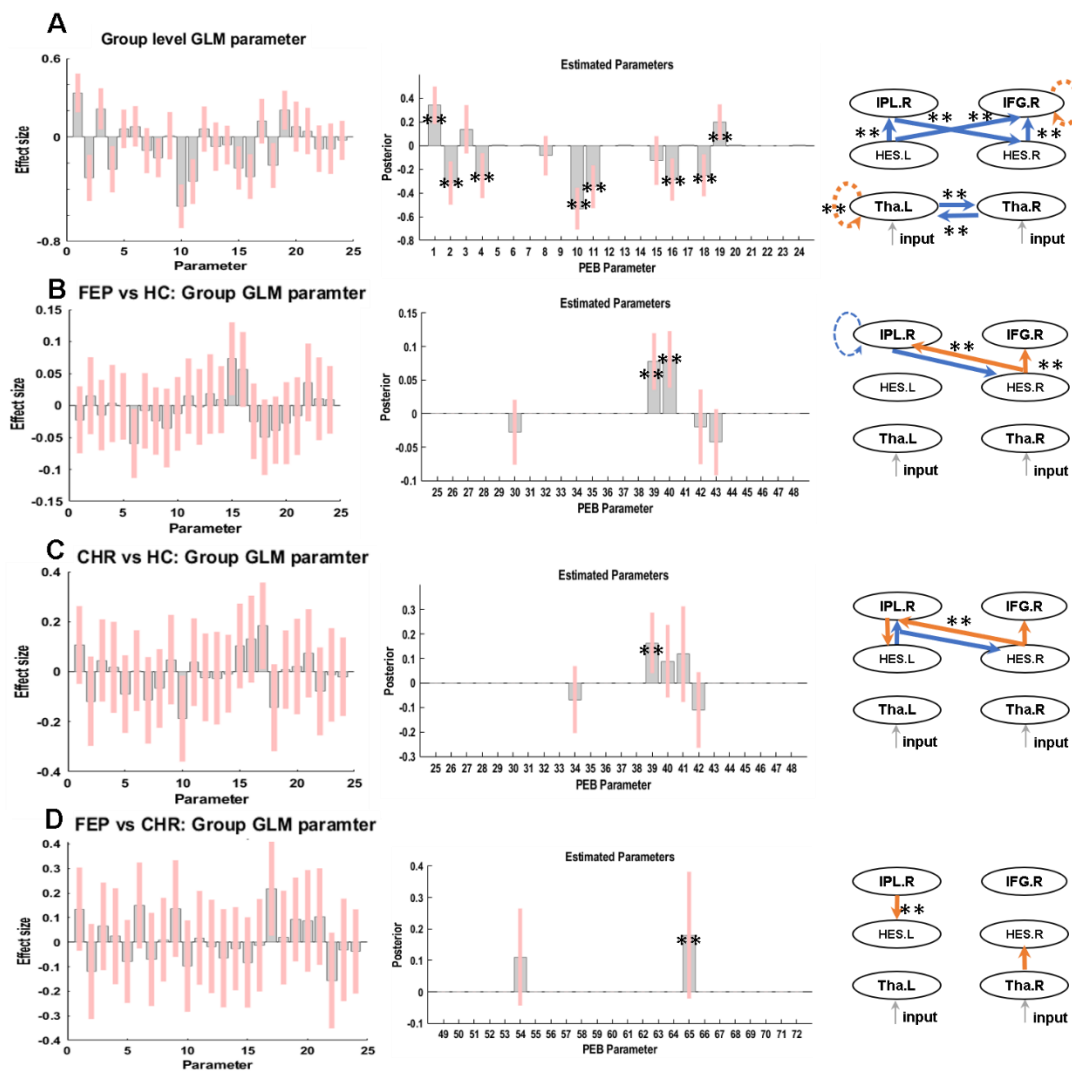 A
Group level GLM parameter
0.6
0
-0.8
Effect size
0 5 10 15 20 25
Parameter
Estimated Parameters
0.4
0.2
0
-0.2
-0.4
-0.6
-0.8
Posterior
** ** ** ** ** ** ** **
1 2 3 4 5 6 7 8 9 10 11 12 13 14 15 16 17 18 19 20 21 22 23 24
PEB Parameter
IPL.R IFG.R
** ** ** **
HES.L HES.R
** Tha.L ** Tha.R
**
input input
B
FEP vs HC: Group GLM paramter
0.15
0.1
0.05
0
-0.05
-0.1
-0.15
Effect size
0 5 10 15 20 25
Parameter
Estimated Parameters
0.15
0.1
0.05
0
-0.05
-0.1
Posterior
** **
25 26 27 28 29 30 31 32 33 34 35 36 37 38 39 40 41 42 43 44 45 46 47 48
PEB Parameter
IPL.R IFG.R
** **
HES.L HES.R
Tha.L Tha.R
input input
C
CHR vs HC: Group GLM paramter
0.4
0.2
0
-0.2
-0.4
Effect size
0 5 10 15 20 25
Parameter
Estimated Parameters
0.3
0.2
0.1
0
-0.1
-0.2
-0.3
Posterior
**
25 26 27 28 29 30 31 32 33 34 35 36 37 38 39 40 41 42 43 44 45 46 47 48
PEB Parameter
IPL.R IFG.R
**
HES.L HES.R
Tha.L Tha.R
input input
D
FEP vs CHR: Group GLM paramter
0.4
0.3
0.2
0.1
0
-0.1
-0.2
-0.3
-0.4
Effect size
0 5 10 15 20 25
Parameter
Estimated Parameters
0.4
0.3
0.2
0.1
0
-0.1
Posterior
**
49 50 51 52 53 54 55 56 57 58 59 60 61 62 63 64 65 66 67 68 69 70 71 72
PEB Parameter
IPL.R IFG.R
**
HES.L HES.R
Tha.L Tha.R
input input